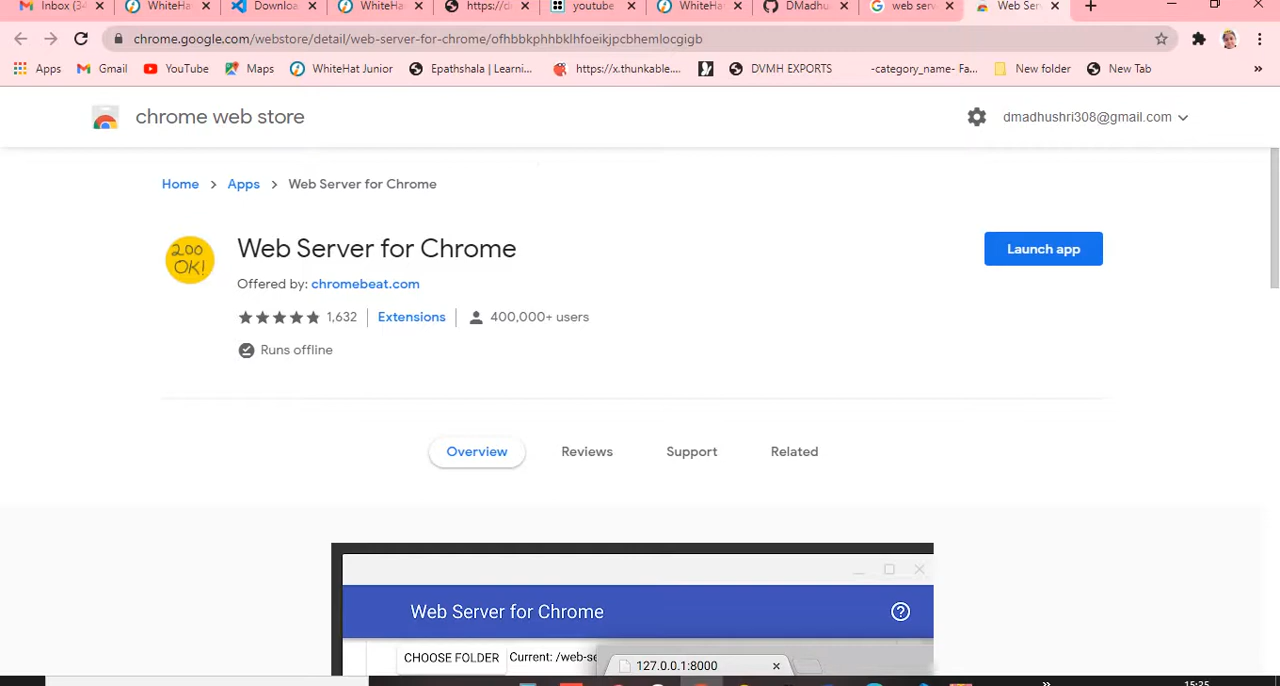 Inbox (34
WhiteHa
Downloa
WhiteHa
https://d
youtube
WhiteHa
DMadhu
web serv
Web Ser
chrome.google.com/webstore/detail/web-server-for-chrome/ofhbbkphhbklhfoeikjpcbhemlocgigb
Apps
Gmail
YouTube
Maps
WhiteHat Junior
Epathshala | Learni...
https://x.thunkable....
DVMH EXPORTS
-category_name- Fa...
New folder
New Tab
»
chrome web store
dmadhushri308@gmail.com
Home > Apps > Web Server for Chrome
200 OK!
Web Server for Chrome
Launch app
Offered by: chromebeat.com
1,632
Extensions
400,000+ users
Runs offline
Overview
Reviews
Support
Related
Web Server for Chrome
CHOOSE FOLDER
Current: /web-se
127.0.0.1:8000
15:25